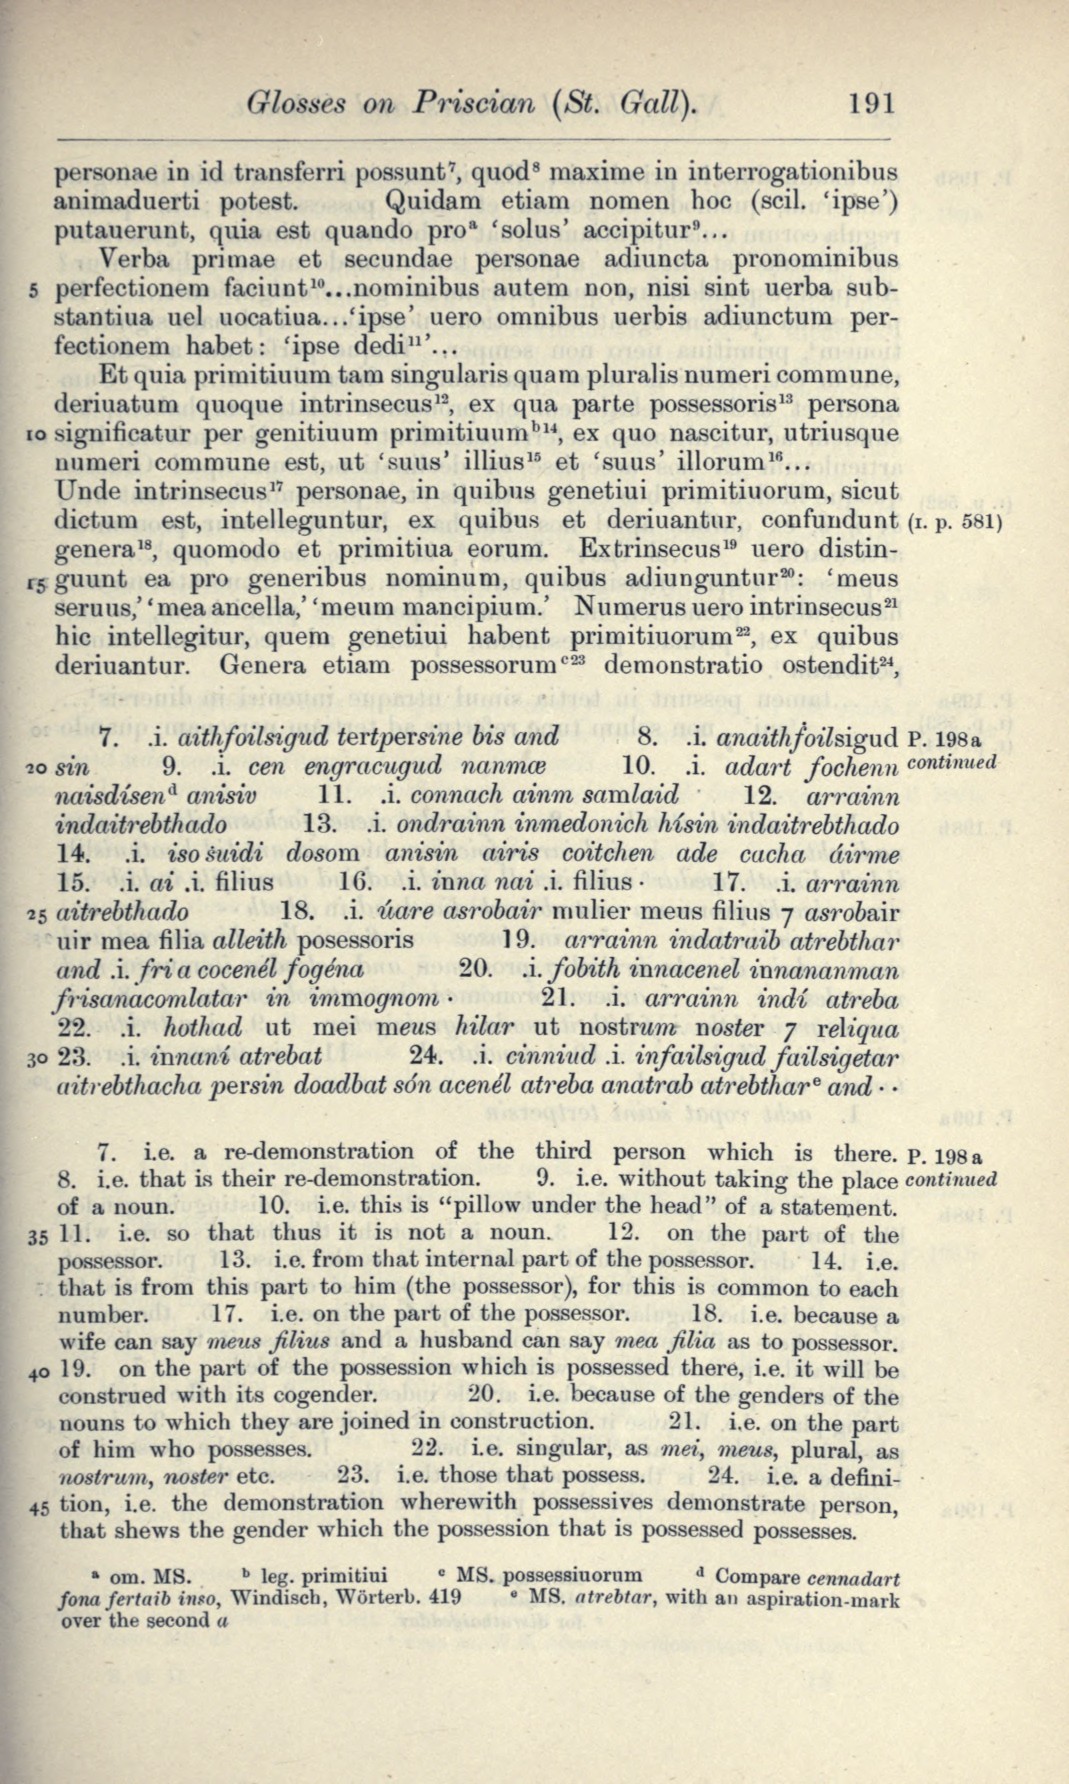 Glosses on Priscian (St. Gall). 191
personae in id transferri possunt⁷, quod⁸ maxime in interrogationibus
animaduerti potest. Quidam etiam nomen hoc (scil. ‘ipse’)
putauerunt, quia est quando proᵃ ‘solus’ accipitur⁹...
Verba primae et secundae personae adiuncta pronominibus
5 perfectionem faciunt¹⁰...nominibus autem non, nisi sint uerba sub-
stantiua uel uocatiua...‘ipse’ uero omnibus uerbis adiunctum per-
fectionem habet: ‘ipse dedi¹¹’...
Et quia primitiuum tam singularis quam pluralis numeri commune,
deriuatum quoque intrinsecus¹², ex qua parte possessoris¹³ persona
10 significatur per genitiuum primitiuumᵇ¹⁴, ex quo nascitur, utriusque
numeri commune est, ut ‘suus’ illius¹⁵ et ‘suus’ illorum¹⁶...
Unde intrinsecus¹⁷ personae, in quibus genetiui primitiuorum, sicut
dictum est, intelleguntur, ex quibus et deriuantur, confundunt (I. p. 581)
genera¹⁸, quomodo et primitiua eorum. Extrinsecus¹⁹ uero distin-
15 guunt ea pro generibus nominum, quibus adiunguntur²⁰: ‘meus
seruus,’ ‘mea ancella,’ ‘meum mancipium.’ Numerus uero intrinsecus²¹
hic intellegitur, quem genetiui habent primitiuorum²², ex quibus
deriuantur. Genera etiam possessorumᶜ²³ demonstratio ostendit²⁴,
7. .i. aithfoilsigud tertpersine bis and 8. .i. anaithfoilsigud P. 198a
20 sin 9. .i. cen engracugud nanmæ 10. .i. adart fochenn continued
naisdísenᵈ anisiv 11. .i. connach ainm samlaid 12. arrainn
indaitrebthado 13. .i. ondrainn inmedonich hísin indaitrebthado
14. .i. iso ṡuidi dosom anisin airis coitchen ade cacha áirme
15. .i. ai .i. filius 16. .i. inna nai .i. filius · 17. .i. arrainn
25 aitrebthado 18. .i. úare asrobair mulier meus filius ⁊ asrobair
uir mea filia alleith posessoris 19. arrainn indatraib atrebthar
and .i. fri a cocenél fogéna 20. .i. fobith innacenel innananman
frisanacomlatar in immognom · 21. .i. arrainn indí atreba
22. .i. hothad ut mei meus hilar ut nostrum noster ⁊ reliqua
30 23. .i. innaní atrebat 24. .i. cinniud .i. infailsigud failsigetar
aitrebthacha persin doadbat són acenél atreba anatrab atrebtharᵉ and · ·
7. i.e. a re-demonstration of the third person which is there. P. 198a
8. i.e. that is their re-demonstration. 9. i.e. without taking the place continued
of a noun. 10. i.e. this is “pillow under the head” of a statement.
35 11. i.e. so that thus it is not a noun. 12. on the part of the
possessor. 13. i.e. from that internal part of the possessor. 14. i.e.
that is from this part to him (the possessor), for this is common to each
number. 17. i.e. on the part of the possessor. 18. i.e. because a
wife can say meus filius and a husband can say mea filia as to possessor.
40 19. on the part of the possession which is possessed there, i.e. it will be
construed with its cogender. 20. i.e. because of the genders of the
nouns to which they are joined in construction. 21. i.e. on the part
of him who possesses. 22. i.e. singular, as mei, meus, plural, as
nostrum, noster etc. 23. i.e. those that possess. 24. i.e. a defini-
45 tion, i.e. the demonstration wherewith possessives demonstrate person,
that shews the gender which the possession that is possessed possesses.
ᵃ om. MS. ᵇ leg. primitiui ᶜ MS. possessiuorum ᵈ Compare cennadart
fona fertaib inso, Windisch, Wörterb. 419 ᵉ MS. atrebtar, with an aspiration-mark
over the second a